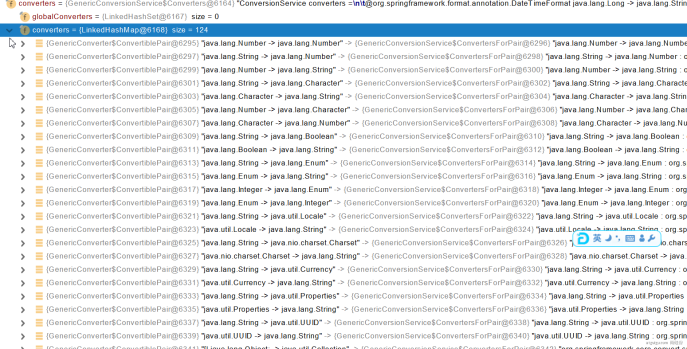 converters = {GenericConversionService$Converters@6164} "ConversionService converters =\n\t@org.springframework.format.annotation.DateTimeFormat java.lang.Long -> java.lang.Strin
globalConverters = {LinkedHashSet@6167} size = 0
converters = {LinkedHashMap@6168} size = 124
{GenericConverter$ConvertiblePair@6295} "java.lang.Number -> java.lang.Number" -> {GenericConversionService$ConvertersForPair@6296} "java.lang.Number -> java.lang.Numbe
{GenericConverter$ConvertiblePair@6297} "java.lang.String -> java.lang.Number" -> {GenericConversionService$ConvertersForPair@6298} "java.lang.String -> java.lang.Number : o
{GenericConverter$ConvertiblePair@6299} "java.lang.Number -> java.lang.String" -> {GenericConversionService$ConvertersForPair@6300} "java.lang.Number -> java.lang.String : o
{GenericConverter$ConvertiblePair@6301} "java.lang.String -> java.lang.Character" -> {GenericConversionService$ConvertersForPair@6302} "java.lang.String -> java.lang.Characte
{GenericConverter$ConvertiblePair@6303} "java.lang.Character -> java.lang.String" -> {GenericConversionService$ConvertersForPair@6304} "java.lang.Character -> java.lang.String
{GenericConverter$ConvertiblePair@6305} "java.lang.Number -> java.lang.Character" -> {GenericConversionService$ConvertersForPair@6306} "java.lang.Number -> java.lang.Char
{GenericConverter$ConvertiblePair@6307} "java.lang.Character -> java.lang.Number" -> {GenericConversionService$ConvertersForPair@6308} "java.lang.Character -> java.lang.Num
{GenericConverter$ConvertiblePair@6309} "java.lang.String -> java.lang.Boolean" -> {GenericConversionService$ConvertersForPair@6310} "java.lang.String -> java.lang.Boolean :
{GenericConverter$ConvertiblePair@6311} "java.lang.Boolean -> java.lang.String" -> {GenericConversionService$ConvertersForPair@6312} "java.lang.Boolean -> java.lang.String :
{GenericConverter$ConvertiblePair@6313} "java.lang.String -> java.lang.Enum" -> {GenericConversionService$ConvertersForPair@6314} "java.lang.String -> java.lang.Enum : org.s
{GenericConverter$ConvertiblePair@6315} "java.lang.Enum -> java.lang.String" -> {GenericConversionService$ConvertersForPair@6316} "java.lang.Enum -> java.lang.String : org.s
{GenericConverter$ConvertiblePair@6317} "java.lang.Integer -> java.lang.Enum" -> {GenericConversionService$ConvertersForPair@6318} "java.lang.Integer -> java.lang.Enum : org
{GenericConverter$ConvertiblePair@6319} "java.lang.Enum -> java.lang.Integer" -> {GenericConversionService$ConvertersForPair@6320} "java.lang.Enum -> java.lang.Integer : org
{GenericConverter$ConvertiblePair@6321} "java.lang.String -> java.util.Locale" -> {GenericConversionService$ConvertersForPair@6322} "java.lang.String -> java.util.Locale : org.sp
{GenericConverter$ConvertiblePair@6323} "java.util.Locale -> java.lang.String" -> {GenericConversionService$ConvertersForPair@6324} "java.util.Locale -> java.lang.String : org.sp
英
{GenericConverter$ConvertiblePair@6325} "java.lang.String -> java.nio.charset.Charset" -> {GenericConversionService$ConvertersForPair@6326}
{GenericConverter$ConvertiblePair@6327} "java.nio.charset.Charset -> java.lang.String" -> {GenericConversionService$ConvertersForPair@6328} "java.nio.charset.Charset -> java.
{GenericConverter$ConvertiblePair@6329} "java.lang.String -> java.util.Currency" -> {GenericConversionService$ConvertersForPair@6330} "java.lang.String -> java.util.Currency : o
{GenericConverter$ConvertiblePair@6331} "java.util.Currency -> java.lang.String" -> {GenericConversionService$ConvertersForPair@6332} "java.util.Currency -> java.lang.String : o
{GenericConverter$ConvertiblePair@6333} "java.lang.String -> java.util.Properties" -> {GenericConversionService$ConvertersForPair@6334} "java.lang.String -> java.util.Properties
{GenericConverter$ConvertiblePair@6335} "java.util.Properties -> java.lang.String" -> {GenericConversionService$ConvertersForPair@6336} "java.util.Properties -> java.lang.String
{GenericConverter$ConvertiblePair@6337} "java.lang.String -> java.util.UUID" -> {GenericConversionService$ConvertersForPair@6338} "java.lang.String -> java.util.UUID : org.spr
{GenericConverter$ConvertiblePair@6339} "java.util.UUID -> java.lang.String" -> {GenericConversionService$ConvertersForPair@6340} "java.util.UUID -> java.lang.String : org.spri